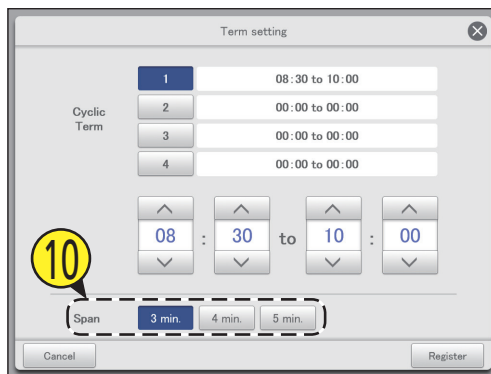 Term setting
Cyclic
Term
1 08:30 to 10:00
2 00:00 to 00:00
3 00:00 to 00:00
4 00:00 to 00:00
08 : 30 to 10 : 00
10
Span 3 min. 4 min. 5 min.
Cancel Register